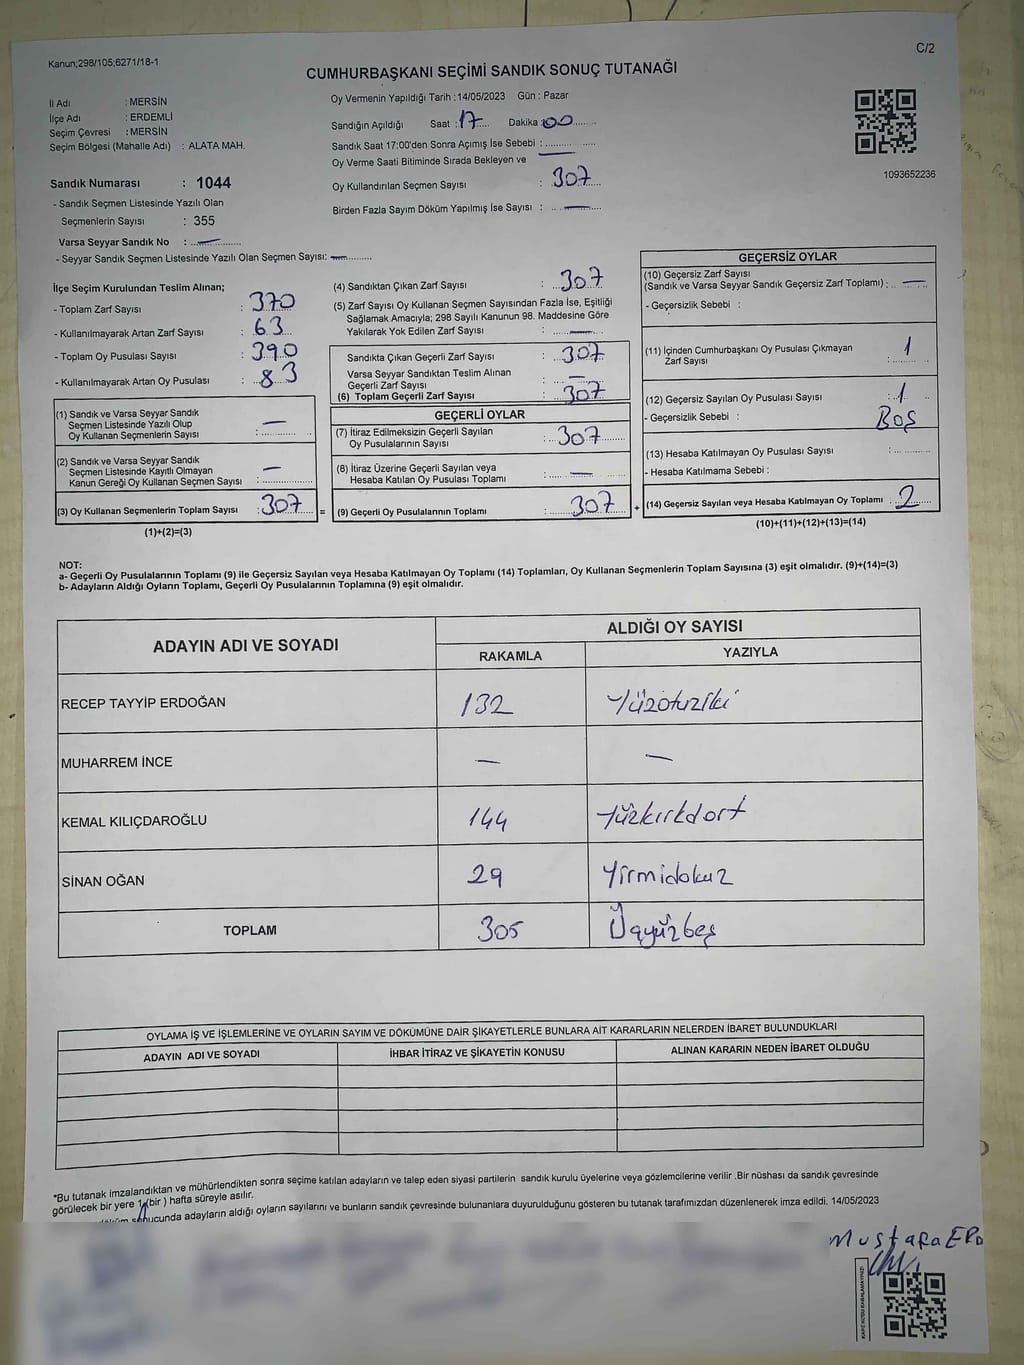 Kanun;298/105;6271/18-1
C/2
CUMHURBAŞKANI SEÇİMİ SANDIK SONUÇ TUTANAĞI
İl Adı : MERSİN
İlçe Adı : ERDEMLİ
Seçim Çevresi : MERSİN
Seçim Bölgesi (Mahalle Adı) : ALATA MAH.
Sandık Numarası : 1044
- Sandık Seçmen Listesinde Yazılı Olan
Seçmenlerin Sayısı : 355
Varsa Seyyar Sandık No : —
- Seyyar Sandık Seçmen Listesinde Yazılı Olan Seçmen Sayısı: —
Oy Vermenin Yapıldığı Tarih :14/05/2023 Gün : Pazar
Sandığın Açıldığı Saat : 17 Dakika : 00
Sandık Saat 17:00'den Sonra Açımış İse Sebebi : —
Oy Verme Saati Bitiminde Sırada Bekleyen ve
Oy Kullandırılan Seçmen Sayısı : 307
Birden Fazla Sayım Döküm Yapılmış İse Sayısı : —
1093652236
İlçe Seçim Kurulundan Teslim Alınan;
- Toplam Zarf Sayısı : 370
- Kullanılmayarak Artan Zarf Sayısı : 63
- Toplam Oy Pusulası Sayısı : 390
- Kullanılmayarak Artan Oy Pusulası : 83
(1) Sandık ve Varsa Seyyar Sandık
Seçmen Listesinde Yazılı Olup
Oy Kullanan Seçmenlerin Sayısı : —
(2) Sandık ve Varsa Seyyar Sandık
Seçmen Listesinde Kayıtlı Olmayan
Kanun Gereği Oy Kullanan Seçmen Sayısı : —
(3) Oy Kullanan Seçmenlerin Toplam Sayısı : 307 =
(1)+(2)=(3)
(4) Sandıktan Çıkan Zarf Sayısı : 307
(5) Zarf Sayısı Oy Kullanan Seçmen Sayısından Fazla İse, Eşitliği
Sağlamak Amacıyla; 298 Sayılı Kanunun 98. Maddesine Göre
Yakılarak Yok Edilen Zarf Sayısı : —
Sandıkta Çıkan Geçerli Zarf Sayısı : 307
Varsa Seyyar Sandıktan Teslim Alınan
Geçerli Zarf Sayısı : —
(6) Toplam Geçerli Zarf Sayısı : 307
GEÇERLİ OYLAR
(7) İtiraz Edilmeksizin Geçerli Sayılan
Oy Pusulalarının Sayısı : 307
(8) İtiraz Üzerine Geçerli Sayılan veya
Hesaba Katılan Oy Pusulası Toplamı : —
(9) Geçerli Oy Pusulalarının Toplamı : 307 +
GEÇERSİZ OYLAR
(10) Geçersiz Zarf Sayısı
(Sandık ve Varsa Seyyar Sandık Geçersiz Zarf Toplamı) : —
- Geçersizlik Sebebi :
(11) İçinden Cumhurbaşkanı Oy Pusulası Çıkmayan
Zarf Sayısı : 1
(12) Geçersiz Sayılan Oy Pusulası Sayısı : 1
- Geçersizlik Sebebi : Boş
(13) Hesaba Katılmayan Oy Pusulası Sayısı :
- Hesaba Katılmama Sebebi :
(14) Geçersiz Sayılan veya Hesaba Katılmayan Oy Toplamı : 2
(10)+(11)+(12)+(13)=(14)
NOT:
a- Geçerli Oy Pusulalarının Toplamı (9) ile Geçersiz Sayılan veya Hesaba Katılmayan Oy Toplamı (14) Toplamları, Oy Kullanan Seçmenlerin Toplam Sayısına (3) eşit olmalıdır. (9)+(14)=(3)
b- Adayların Aldığı Oyların Toplamı, Geçerli Oy Pusulalarının Toplamına (9) eşit olmalıdır.
ADAYIN ADI VE SOYADI
ALDIĞI OY SAYISI
RAKAMLA YAZIYLA
RECEP TAYYİP ERDOĞAN 132 Yüzotuziki
MUHARREM İNCE — —
KEMAL KILIÇDAROĞLU 144 Yüzkırkdört
SİNAN OĞAN 29 Yirmidokuz
TOPLAM 305 Üçyüzbeş
OYLAMA İŞ VE İŞLEMLERİNE VE OYLARIN SAYIM VE DÖKÜMÜNE DAİR ŞİKAYETLERLE BUNLARA AİT KARARLARIN NELERDEN İBARET BULUNDUKLARI
ADAYIN ADI VE SOYADI İHBAR İTİRAZ VE ŞİKAYETİN KONUSU ALINAN KARARIN NEDEN İBARET OLDUĞU
*Bu tutanak imzalandıktan ve mühürlendikten sonra seçime katılan adayların ve talep eden siyasi partilerin sandık kurulu üyelerine veya gözlemcilerine verilir .Bir nüshası da sandık çevresinde
görülecek bir yere 1 (bir ) hafta süreyle asılır.
adayların aldığı oyların sayılarını ve bunların sandık çevresinde bulunanlara duyurulduğunu gösteren bu tutanak tarafımızdan düzenlenerek imza edildi. 14/05/2023
Mustafa